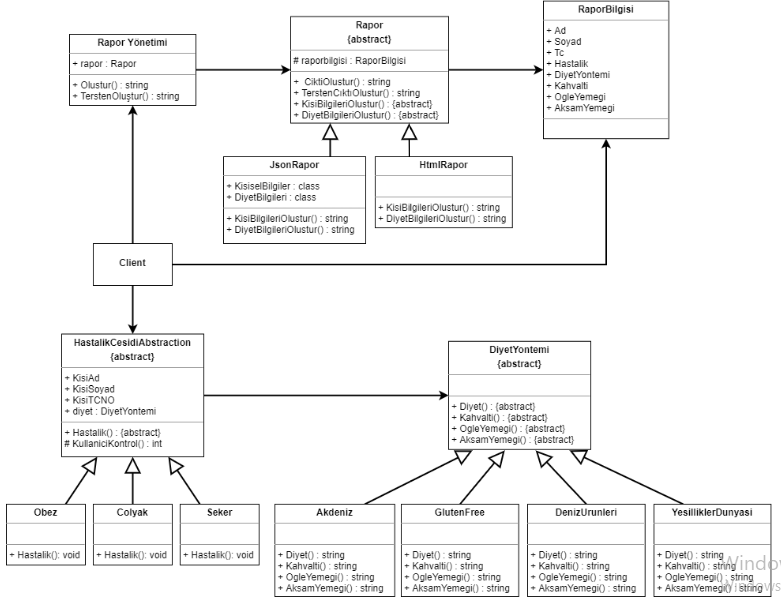 Rapor Yönetimi
+ rapor : Rapor
+ Olustur() : string
+ TerstenOluştur() : string
Rapor
{abstract}
# raporbilgisi : RaporBilgisi
+ CiktiOlustur() : string
+ TerstenCıktıOlustur() : string
+ KisiBilgileriOlustur() : {abstract}
+ DiyetBilgileriOlustur() : {abstract}
RaporBilgisi
+ Ad
+ Soyad
+ Tc
+ Hastalik
+ DiyetYontemi
+ Kahvalti
+ OgleYemegi
+ AksamYemegi
JsonRapor
+ KisiselBilgiler : class
+ DiyetBilgileri : class
+ KisiBilgileriOlustur() : string
+ DiyetBilgileriOlustur() : string
HtmlRapor
+ KisiBilgileriOlustur() : string
+ DiyetBilgileriOlustur() : string
Client
HastalikCesidiAbstraction
{abstract}
+ KisiAd
+ KisiSoyad
+ KisiTCNO
+ diyet : DiyetYontemi
+ Hastalik() : {abstract}
# KullaniciKontrol() : int
DiyetYontemi
{abstract}
+ Diyet() : {abstract}
+ Kahvalti() : {abstract}
+ OgleYemegi() : {abstract}
+ AksamYemegi() : {abstract}
Obez
+ Hastalik(): void
Colyak
+ Hastalik(): void
Seker
+ Hastalik(): void
Akdeniz
+ Diyet() : string
+ Kahvalti() : string
+ OgleYemegi() : string
+ AksamYemegi() : string
GlutenFree
+ Diyet() : string
+ Kahvalti() : string
+ OgleYemegi() : string
+ AksamYemegi() : string
DenizUrunleri
+ Diyet() : string
+ Kahvalti() : string
+ OgleYemegi() : string
+ AksamYemegi() : string
YesilliklerDunyasi
+ Diyet() : string
+ Kahvalti() : string
+ OgleYemegi() : string
+ AksamYemegi() : string
Windo
Windows